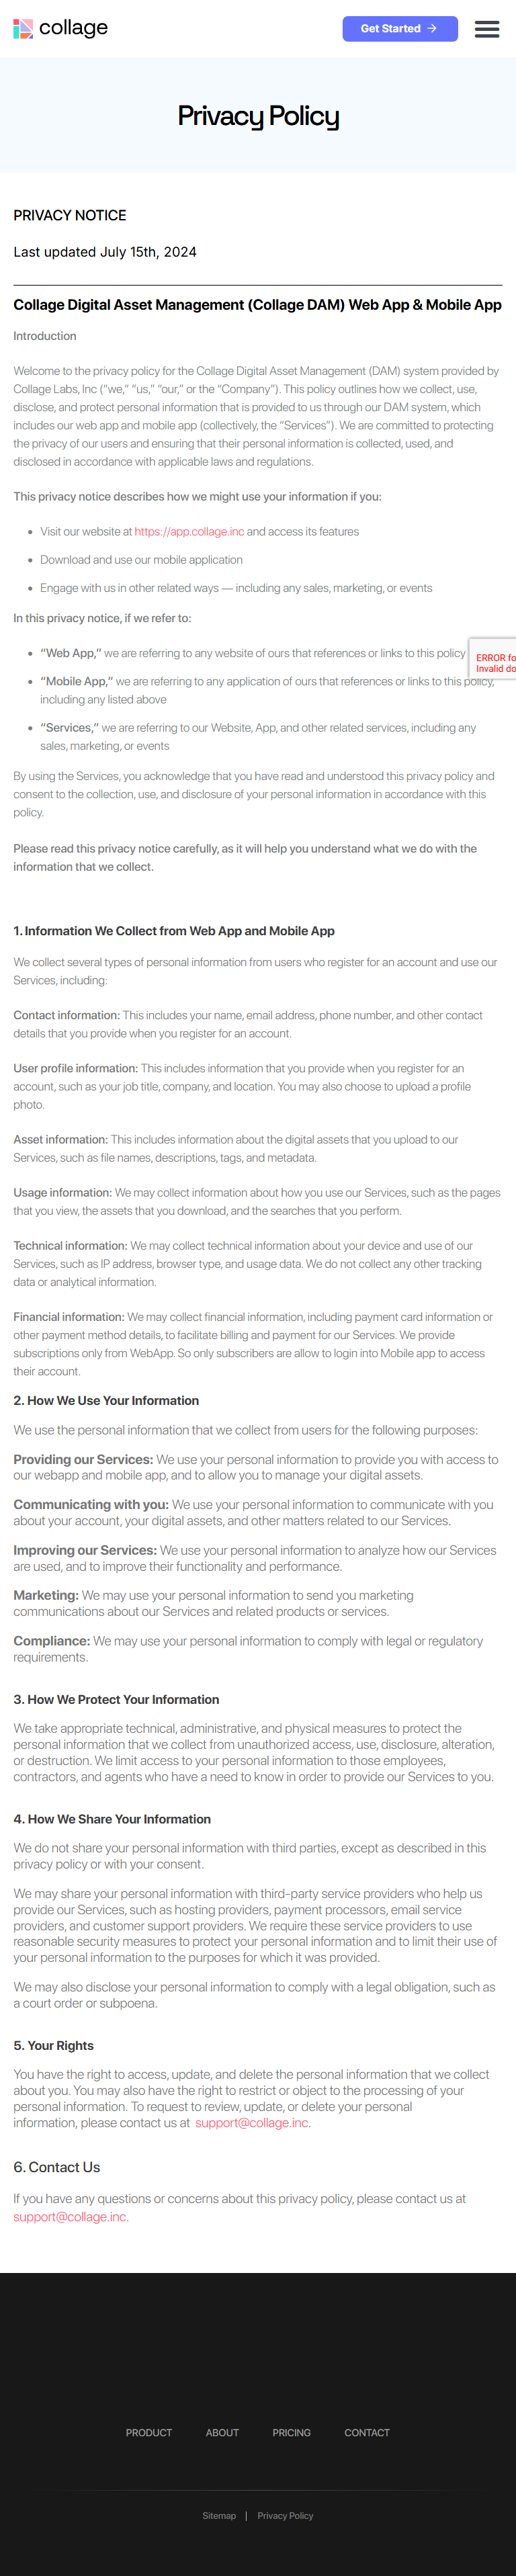 collage
Get Started →
Privacy Policy
PRIVACY NOTICE
Last updated July 15th, 2024
Collage Digital Asset Management (Collage DAM) Web App & Mobile App
Introduction
Welcome to the privacy policy for the Collage Digital Asset Management (DAM) system provided by
Collage Labs, Inc (“we,” “us,” “our,” or the “Company”). This policy outlines how we collect, use,
disclose, and protect personal information that is provided to us through our DAM system, which
includes our web app and mobile app (collectively, the “Services”). We are committed to protecting
the privacy of our users and ensuring that their personal information is collected, used, and
disclosed in accordance with applicable laws and regulations.
This privacy notice describes how we might use your information if you:
• Visit our website at https://app.collage.inc and access its features
• Download and use our mobile application
• Engage with us in other related ways — including any sales, marketing, or events
In this privacy notice, if we refer to:
• “Web App,” we are referring to any website of ours that references or links to this policy
ERROR fo
Invalid do
• “Mobile App,” we are referring to any application of ours that references or links to this policy,
including any listed above
• “Services,” we are referring to our Website, App, and other related services, including any
sales, marketing, or events
By using the Services, you acknowledge that you have read and understood this privacy policy and
consent to the collection, use, and disclosure of your personal information in accordance with this
policy.
Please read this privacy notice carefully, as it will help you understand what we do with the
information that we collect.
1. Information We Collect from Web App and Mobile App
We collect several types of personal information from users who register for an account and use our
Services, including:
Contact information: This includes your name, email address, phone number, and other contact
details that you provide when you register for an account.
User profile information: This includes information that you provide when you register for an
account, such as your job title, company, and location. You may also choose to upload a profile
photo.
Asset information: This includes information about the digital assets that you upload to our
Services, such as file names, descriptions, tags, and metadata.
Usage information: We may collect information about how you use our Services, such as the pages
that you view, the assets that you download, and the searches that you perform.
Technical information: We may collect technical information about your device and use of our
Services, such as IP address, browser type, and usage data. We do not collect any other tracking
data or analytical information.
Financial information: We may collect financial information, including payment card information or
other payment method details, to facilitate billing and payment for our Services. We provide
subscriptions only from WebApp. So only subscribers are allow to login into Mobile app to access
their account.
2. How We Use Your Information
We use the personal information that we collect from users for the following purposes:
Providing our Services: We use your personal information to provide you with access to
our webapp and mobile app, and to allow you to manage your digital assets.
Communicating with you: We use your personal information to communicate with you
about your account, your digital assets, and other matters related to our Services.
Improving our Services: We use your personal information to analyze how our Services
are used, and to improve their functionality and performance.
Marketing: We may use your personal information to send you marketing
communications about our Services and related products or services.
Compliance: We may use your personal information to comply with legal or regulatory
requirements.
3. How We Protect Your Information
We take appropriate technical, administrative, and physical measures to protect the
personal information that we collect from unauthorized access, use, disclosure, alteration,
or destruction. We limit access to your personal information to those employees,
contractors, and agents who have a need to know in order to provide our Services to you.
4. How We Share Your Information
We do not share your personal information with third parties, except as described in this
privacy policy or with your consent.
We may share your personal information with third-party service providers who help us
provide our Services, such as hosting providers, payment processors, email service
providers, and customer support providers. We require these service providers to use
reasonable security measures to protect your personal information and to limit their use of
your personal information to the purposes for which it was provided.
We may also disclose your personal information to comply with a legal obligation, such as
a court order or subpoena.
5. Your Rights
You have the right to access, update, and delete the personal information that we collect
about you. You may also have the right to restrict or object to the processing of your
personal information. To request to review, update, or delete your personal
information, please contact us at support@collage.inc.
6. Contact Us
If you have any questions or concerns about this privacy policy, please contact us at
support@collage.inc.
PRODUCT ABOUT PRICING CONTACT
Sitemap | Privacy Policy